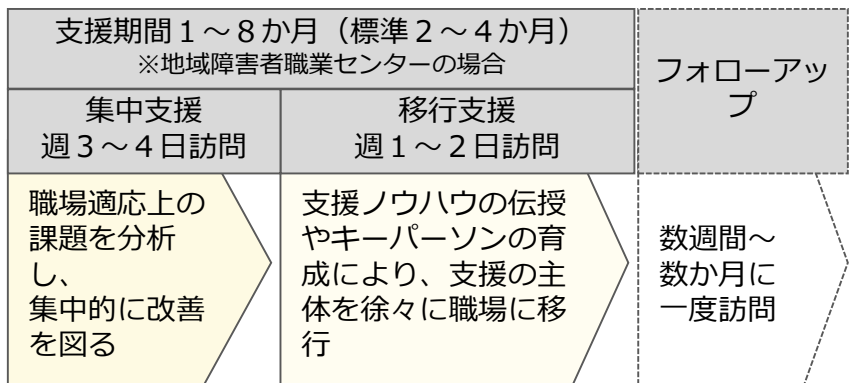 支援期間１～８か月（標準２～４か月）
※地域障害者職業センターの場合
フォローアッ
プ
集中支援
週３～４日訪問
移行支援
週１～２日訪問
職場適応上の
課題を分析
し、
集中的に改善
を図る
支援ノウハウの伝授
やキーパーソンの育
成により、支援の主
体を徐々に職場に移
行
数週間～
数か月に
一度訪問